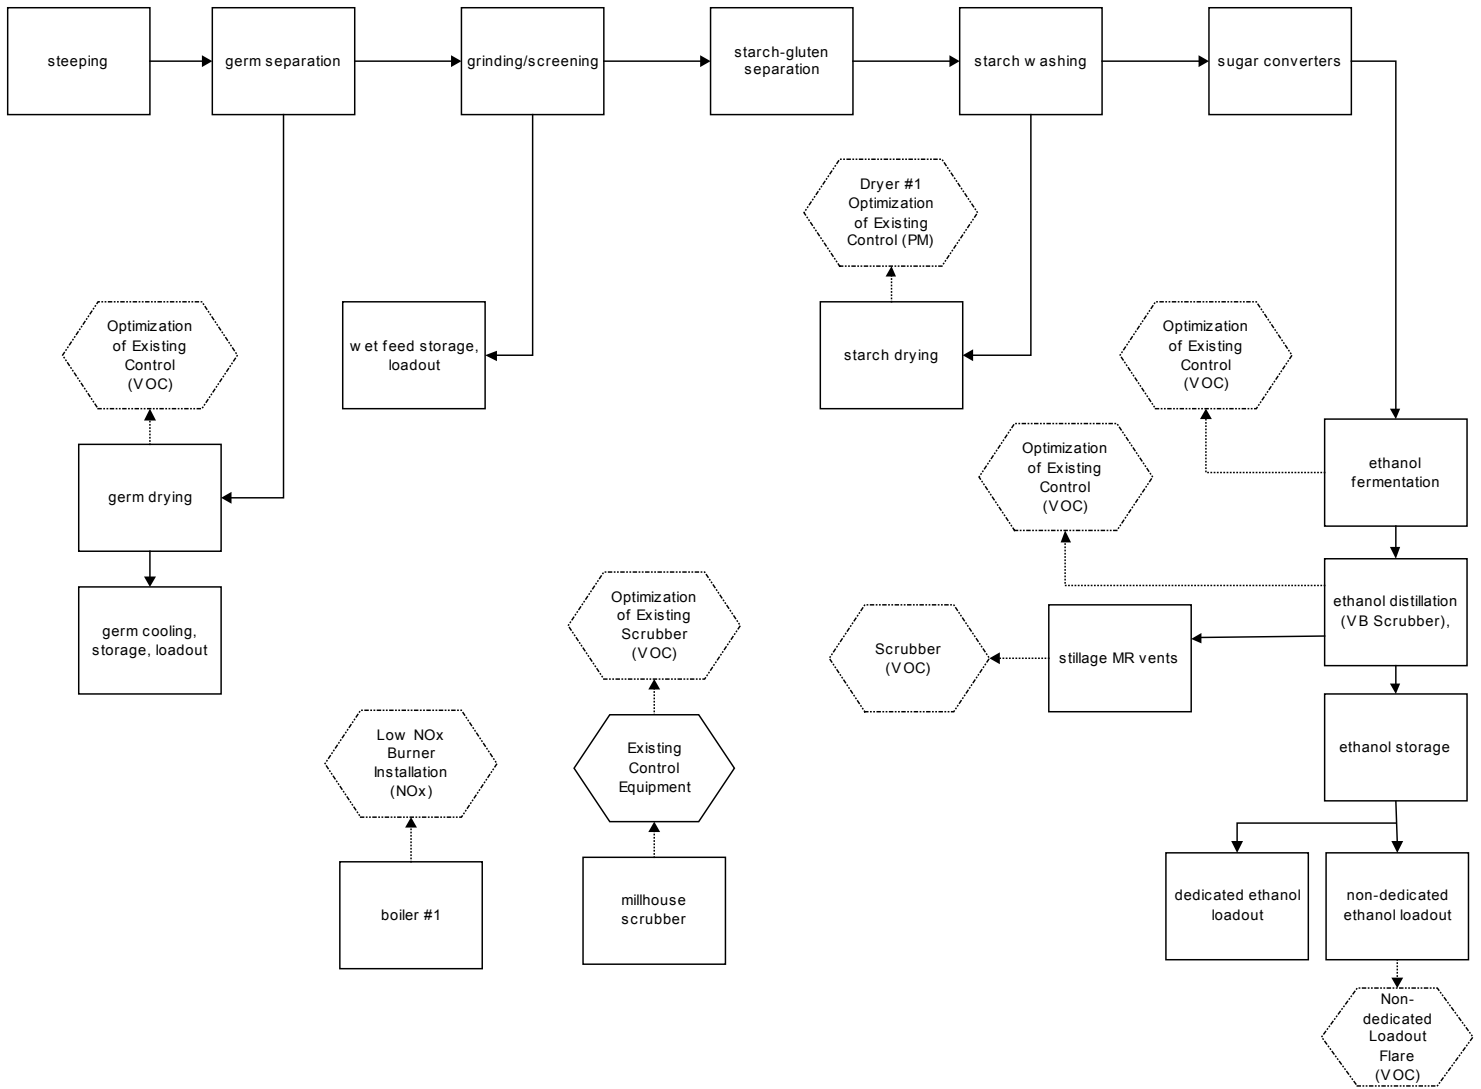 steeping
germ separation
grinding/screening
starch-gluten
separation
starch washing
sugar converters
Dryer #1
Optimization
of Existing
Control (PM)
Optimization
of Existing
Control
(VOC)
wet feed storage,
loadout
starch drying
Optimization
of Existing
Control
(VOC)
germ drying
Optimization
of Existing
Control
(VOC)
ethanol
fermentation
germ cooling,
storage, loadout
Optimization
of Existing
Scrubber
(VOC)
Scrubber
(VOC)
stillage MR vents
ethanol distillation
(VB Scrubber),
Low NOx
Burner
Installation
(NOx)
Existing
Control
Equipment
ethanol storage
boiler #1
millhouse
scrubber
dedicated ethanol
loadout
non-dedicated
ethanol loadout
Non-
dedicated
Loadout
Flare
(VOC)